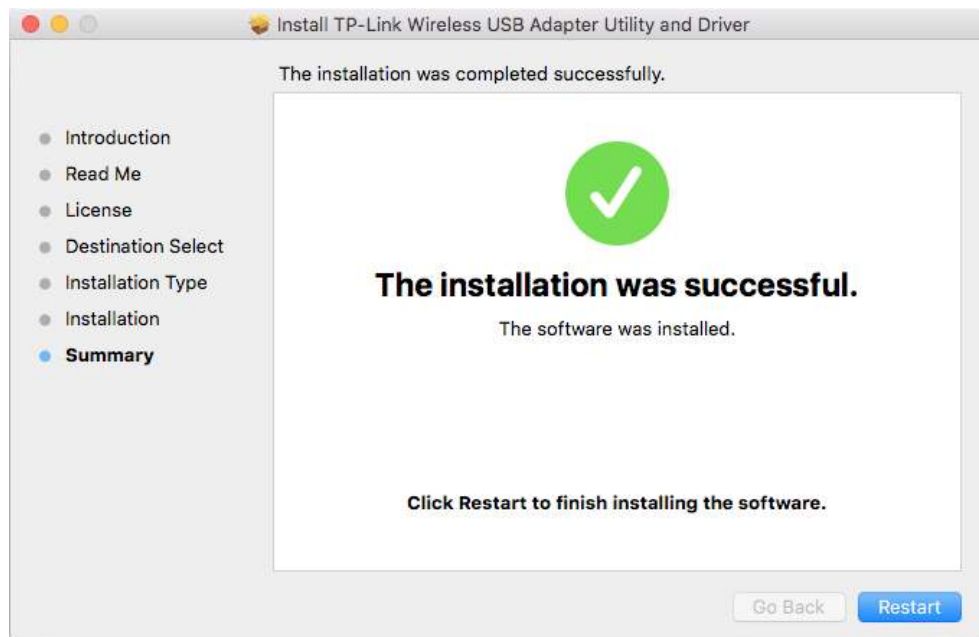 Install TP-Link Wireless USB Adapter Utility and Driver
The installation was completed successfully.
Introduction
Read Me
License
Destination Select
Installation Type
Installation
Summary
The installation was successful.
The software was installed.
Click Restart to finish installing the software.
Go Back
Restart